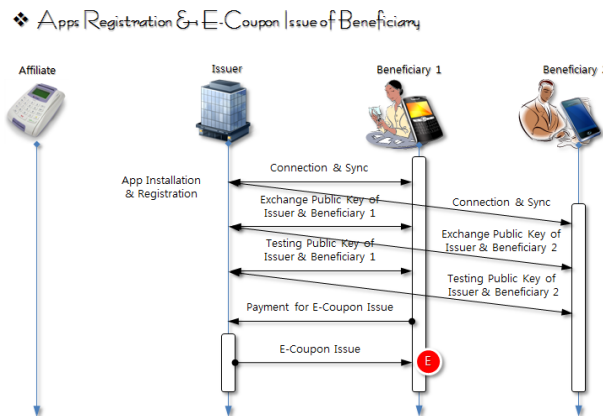 ❖ Apps Registration & E-Coupon Issue of Beneficiary
Affiliate
Issuer
Beneficiary 1
Beneficiary
App Installation
& Registration
Connection & Sync
Connection & Sync
Exchange Public Key of
Issuer & Beneficiary 1
Exchange Public Key of
Issuer & Beneficiary 2
Testing Public Key of
Issuer & Beneficiary 1
Testing Public Key of
Issuer & Beneficiary 2
Payment for E-Coupon Issue
E-Coupon Issue
E